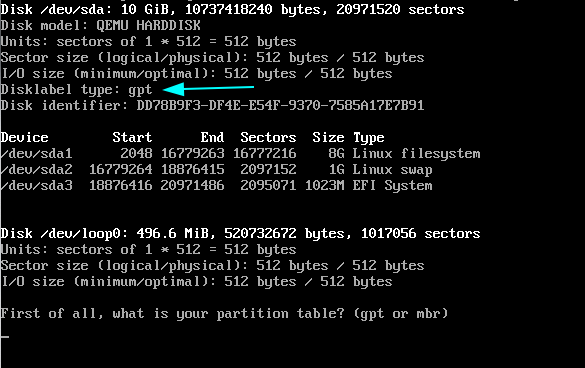 Disk /dev/sda: 10 GiB, 10737418240 bytes, 20971520 sectors
Disk model: QEMU HARDDISK
Units: sectors of 1 * 512 = 512 bytes
Sector size (logical/physical): 512 bytes / 512 bytes
I/O size (minimum/optimal): 512 bytes / 512 bytes
Disklabel type: gpt
Disk identifier: DD78B9F3-DF4E-E54F-9370-7585A17E7B91
Device Start End Sectors Size Type
/dev/sda1 2048 16779263 16777216 8G Linux filesystem
/dev/sda2 16779264 18876415 2097152 1G Linux swap
/dev/sda3 18876416 20971486 2095071 1023M EFI System
Disk /dev/loop0: 496.6 MiB, 520732672 bytes, 1017056 sectors
Units: sectors of 1 * 512 = 512 bytes
Sector size (logical/physical): 512 bytes / 512 bytes
I/O size (minimum/optimal): 512 bytes / 512 bytes
First of all, what is your partition table? (gpt or mbr)